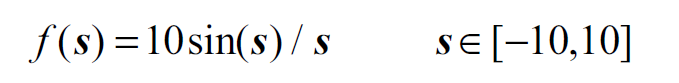 f(s) = 10sin(s) / s s∈[−10,10]